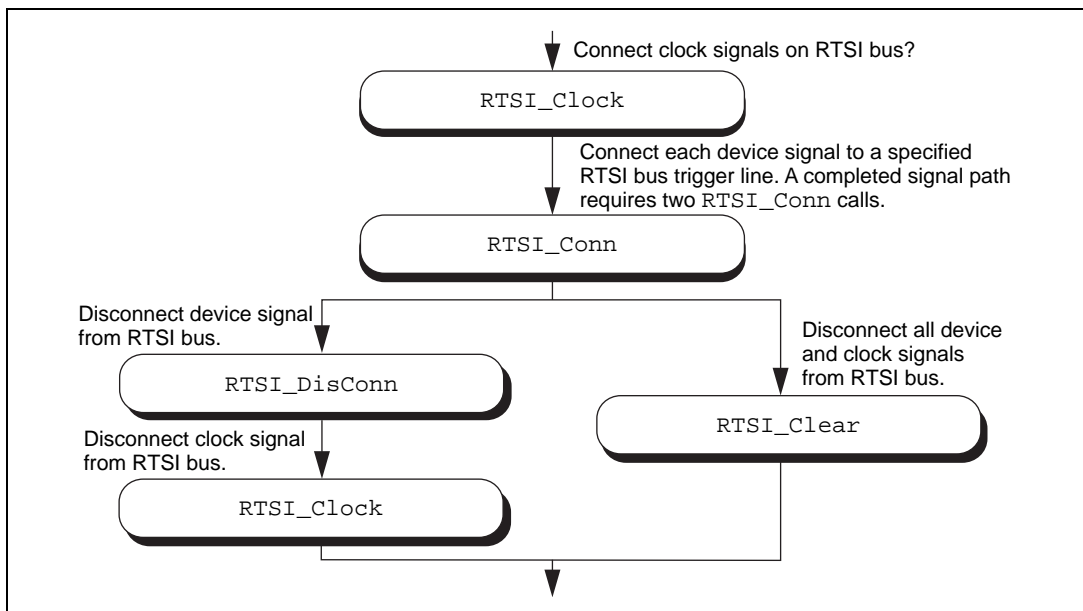 Connect clock signals on RTSI bus?
RTSI_Clock
Connect each device signal to a specified
RTSI bus trigger line. A completed signal path
requires two RTSI_Conn calls.
RTSI_Conn
Disconnect device signal
from RTSI bus.
RTSI_DisConn
Disconnect clock signal
from RTSI bus.
RTSI_Clock
Disconnect all device
and clock signals
from RTSI bus.
RTSI_Clear